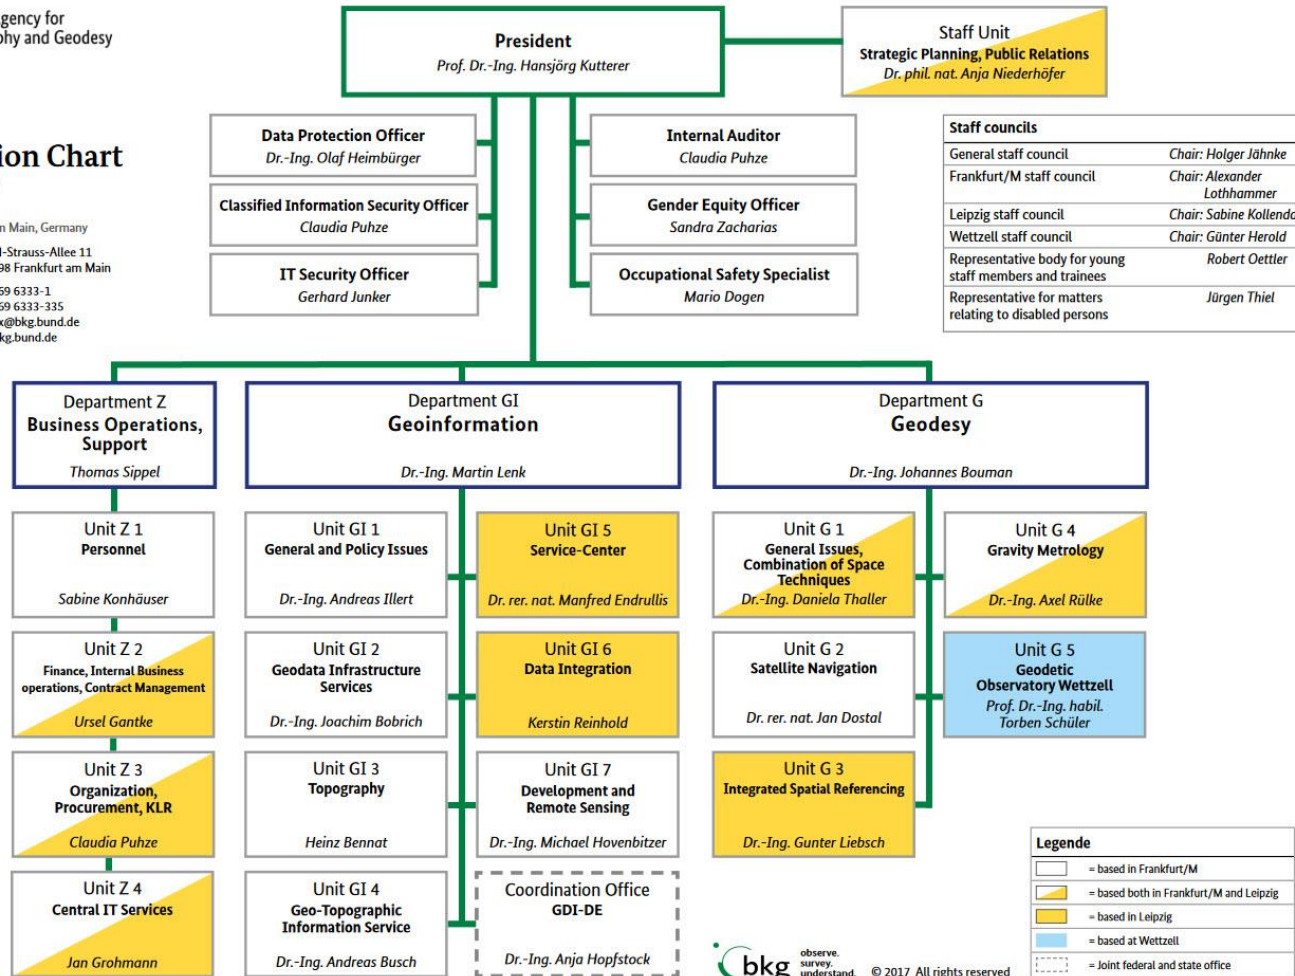 gency for
phy and Geodesy
ion Chart
n Main, Germany
l-Strauss-Allee 11
98 Frankfurt am Main
69 6333-1
69 6333-335
x@bkg.bund.de
kg.bund.de
President
Prof. Dr.-Ing. Hansjörg Kutterer
Staff Unit
Strategic Planning, Public Relations
Dr. phil. nat. Anja Niederhöfer
Data Protection Officer
Dr.-Ing. Olaf Heimbürger
Classified Information Security Officer
Claudia Puhze
IT Security Officer
Gerhard Junker
Internal Auditor
Claudia Puhze
Gender Equity Officer
Sandra Zacharias
Occupational Safety Specialist
Mario Dogen
Staff councils
General staff council Chair: Holger Jähnke
Frankfurt/M staff council Chair: Alexander
Lothhammer
Leipzig staff council Chair: Sabine Kollenda
Wettzell staff council Chair: Günter Herold
Representative body for young Robert Oettler
staff members and trainees
Representative for matters Jürgen Thiel
relating to disabled persons
Department Z
Business Operations,
Support
Thomas Sippel
Unit Z 1
Personnel
Sabine Konhäuser
Unit Z 2
Finance, Internal Business
operations, Contract Management
Ursel Gantke
Unit Z 3
Organization,
Procurement, KLR
Claudia Puhze
Unit Z 4
Central IT Services
Jan Grohmann
Department GI
Geoinformation
Dr.-Ing. Martin Lenk
Unit GI 1
General and Policy Issues
Dr.-Ing. Andreas Illert
Unit GI 2
Geodata Infrastructure
Services
Dr.-Ing. Joachim Bobrich
Unit GI 3
Topography
Heinz Bennat
Unit GI 4
Geo-Topographic
Information Service
Dr.-Ing. Andreas Busch
Unit GI 5
Service-Center
Dr. rer. nat. Manfred Endrullis
Unit GI 6
Data Integration
Kerstin Reinhold
Unit GI 7
Development and
Remote Sensing
Dr.-Ing. Michael Hovenbitzer
Coordination Office
GDI-DE
Dr.-Ing. Anja Hopfstock
Department G
Geodesy
Dr.-Ing. Johannes Bouman
Unit G 1
General Issues,
Combination of Space
Techniques
Dr.-Ing. Daniela Thaller
Unit G 2
Satellite Navigation
Dr. rer. nat. Jan Dostal
Unit G 3
Integrated Spatial Referencing
Dr.-Ing. Gunter Liebsch
Unit G 4
Gravity Metrology
Dr.-Ing. Axel Rülke
Unit G 5
Geodetic
Observatory Wettzell
Prof. Dr.-Ing. habil.
Torben Schüler
Legende
= based in Frankfurt/M
= based both in Frankfurt/M and Leipzig
= based in Leipzig
= based at Wettzell
= Joint federal and state office
bkg
observe.
survey.
understand.
© 2017 All rights reserved